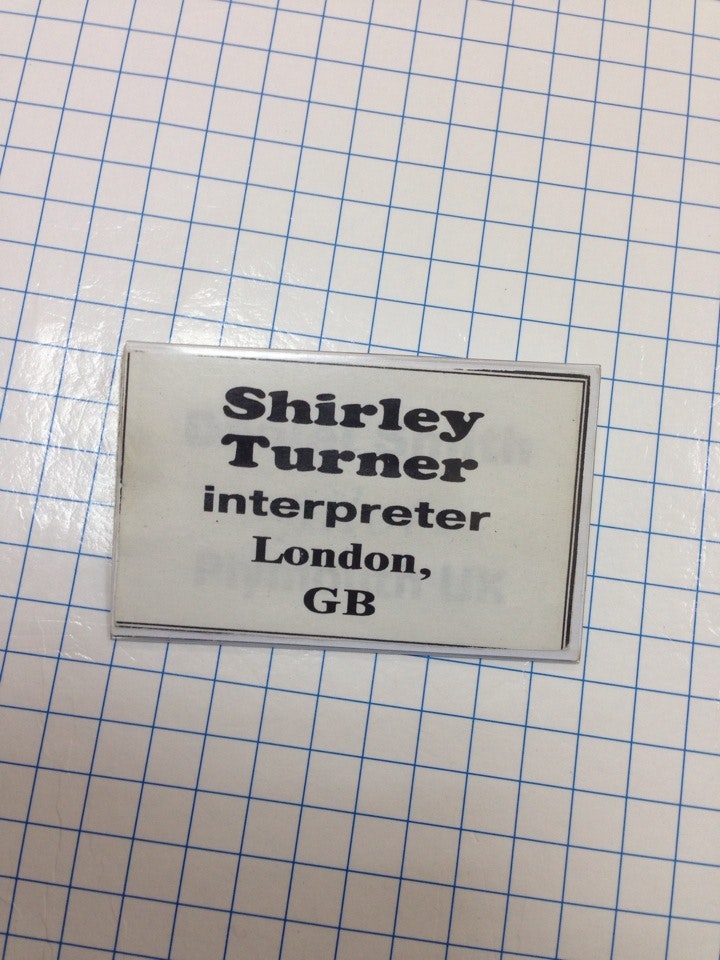 Shirley
Turner
interpreter
London,
GB